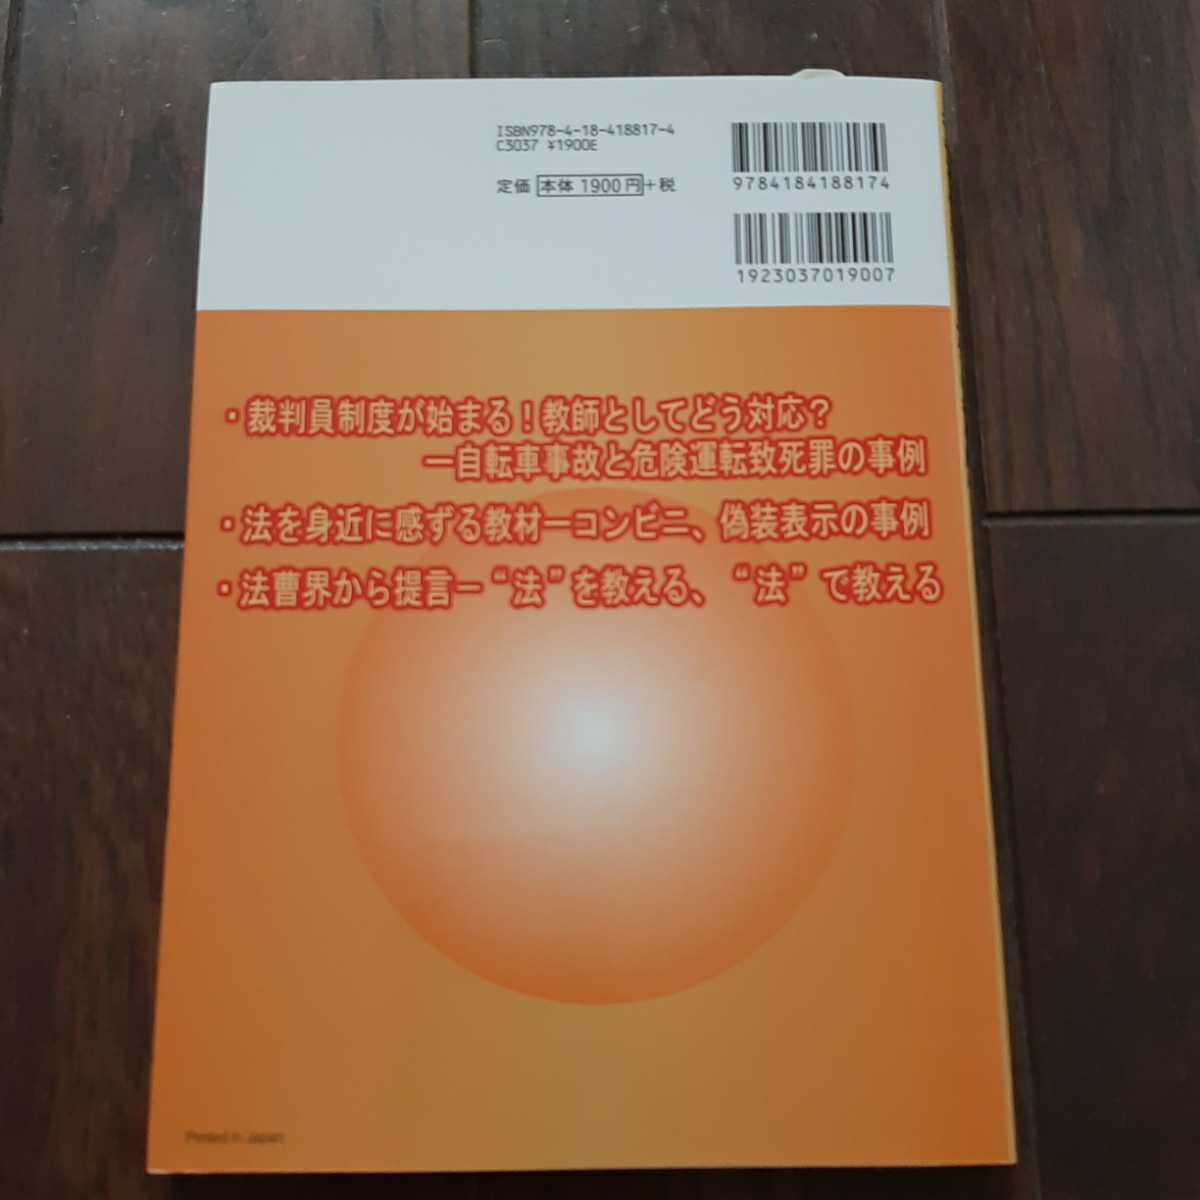 ISBN978-4-18-418817-4
C3037 ¥1900E
定価 本体 1900円+税
9784184188174
1923037019007
・裁判員制度が始まる！教師としてどう対応？
―自転車事故と危険運転致死罪の事例
・法を身近に感ずる教材―コンビニ、偽装表示の事例
・法曹界から提言―“法”を教える、“法”で教える
Printed in Japan